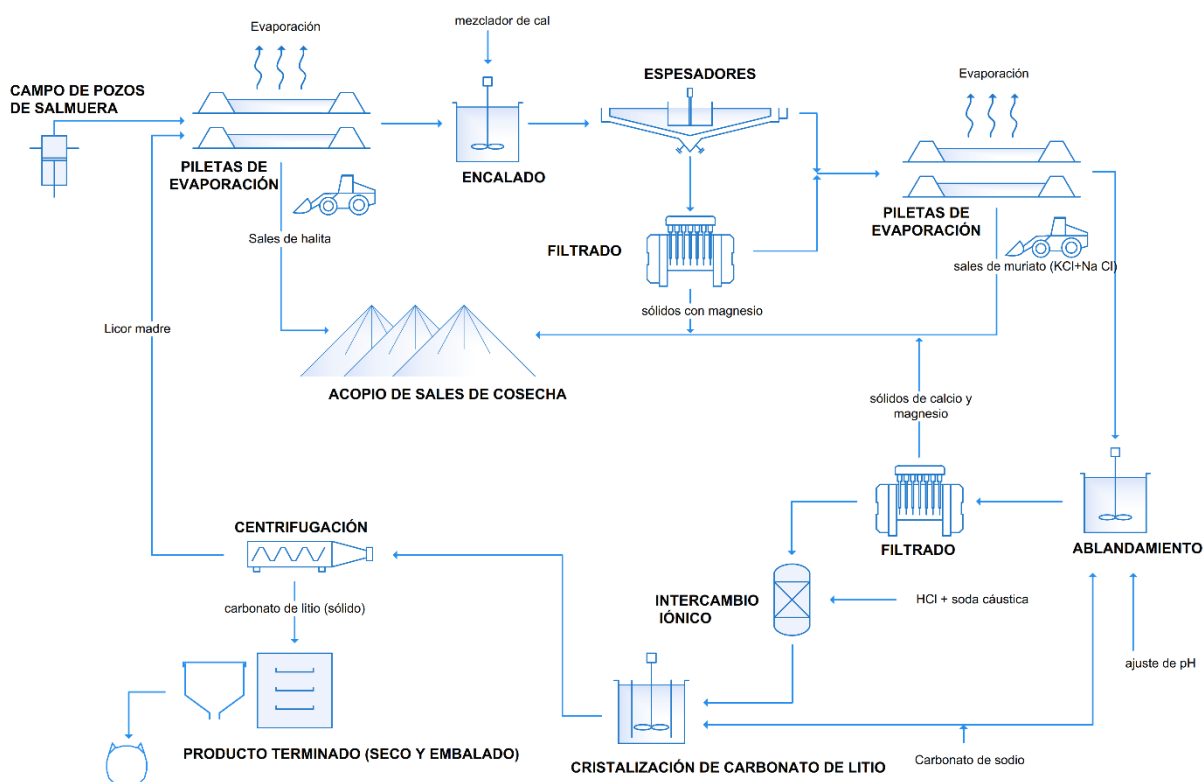 Evaporación
mezclador de cal
ESPESADORES
Evaporación
CAMPO DE POZOS
DE SALMUERA
PILETAS DE
EVAPORACIÓN
ENCALADO
PILETAS DE
EVAPORACIÓN
Sales de halita
FILTRADO
sales de muriato (KCl+Na Cl)
sólidos con magnesio
Licor madre
ACOPIO DE SALES DE COSECHA
sólidos de calcio y
magnesio
CENTRIFUGACIÓN
FILTRADO
ABLANDAMIENTO
carbonato de litio (sólido)
INTERCAMBIO
IÓNICO
HCl + soda cáustica
ajuste de pH
PRODUCTO TERMINADO (SECO Y EMBALADO)
CRISTALIZACIÓN DE CARBONATO DE LITIO
Carbonato de sodio